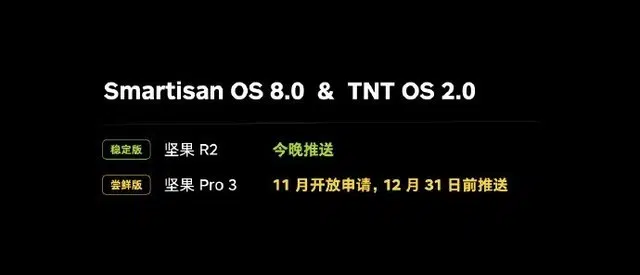 Smartisan OS 8.0 & TNT OS 2.0
稳定版 坚果 R2 今晚推送
尝鲜版 坚果 Pro 3 11 月开放申请，12 月 31 日前推送